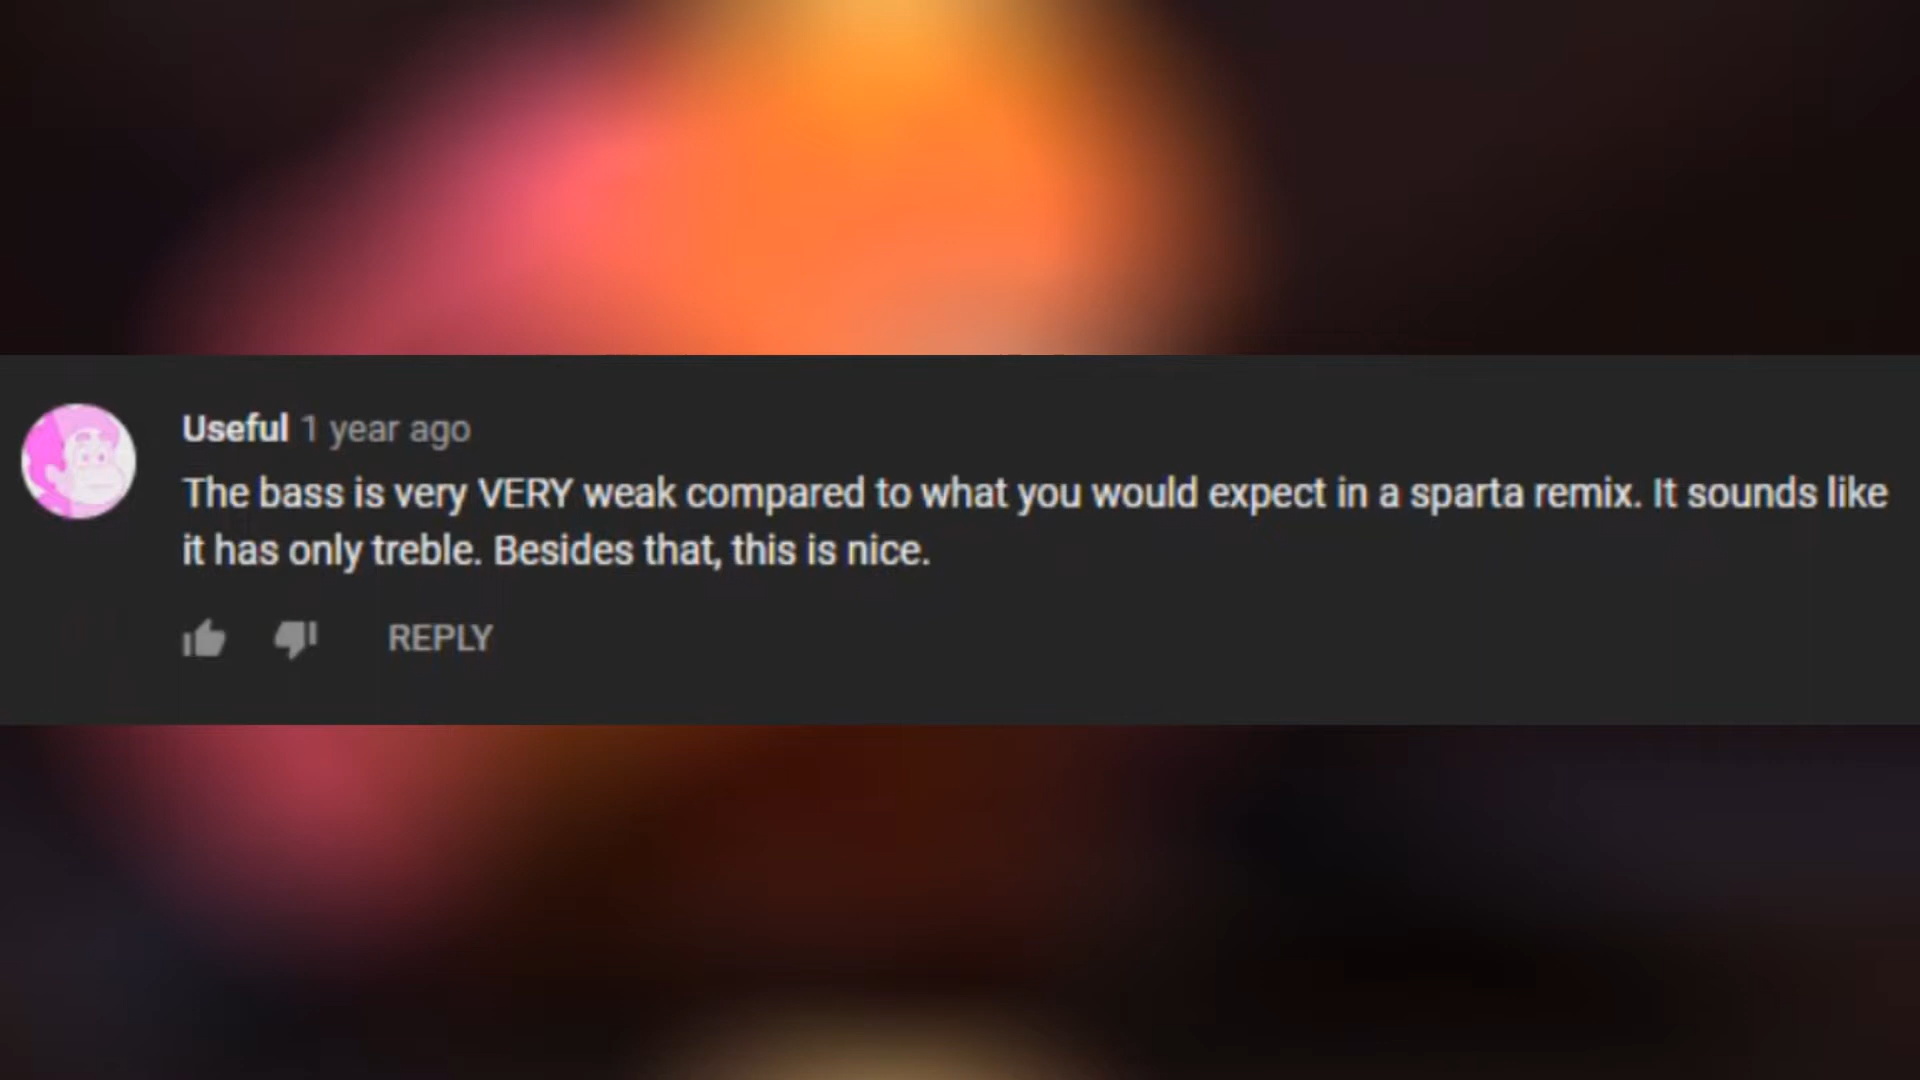 Useful 1 year ago
The bass is very VERY weak compared to what you would expect in a sparta remix. It sounds like
it has only treble. Besides that, this is nice.
REPLY